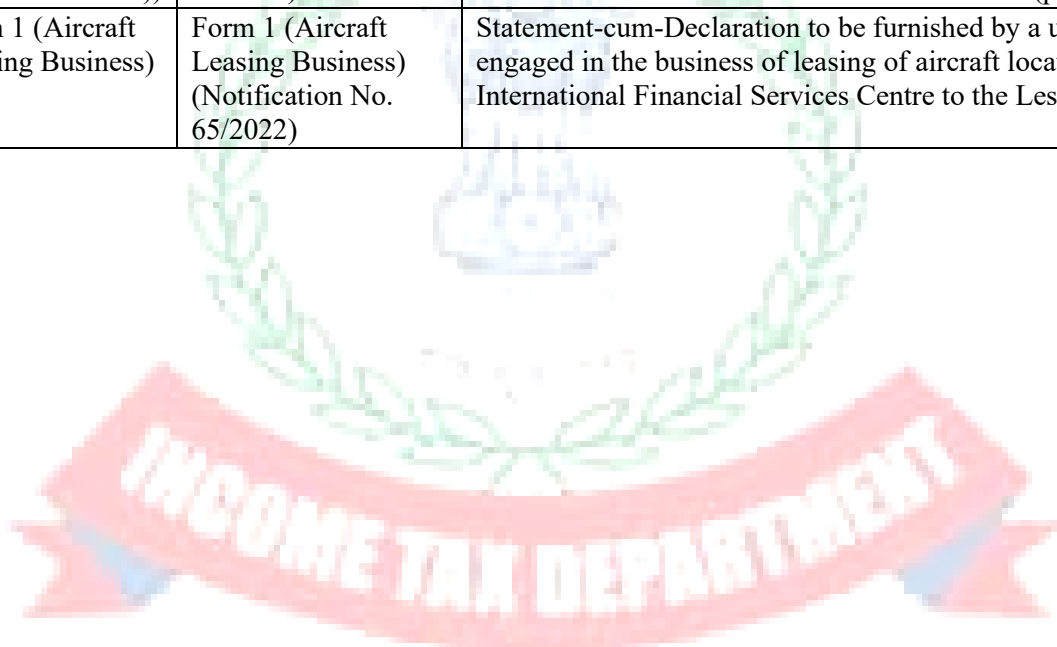 1 (Aircraft
ing Business)
Form 1 (Aircraft
Leasing Business)
(Notification No.
65/2022)
Statement-cum-Declaration to be furnished by a u
engaged in the business of leasing of aircraft loca
International Financial Services Centre to the Les
INCOME TAX DEPARTMENT